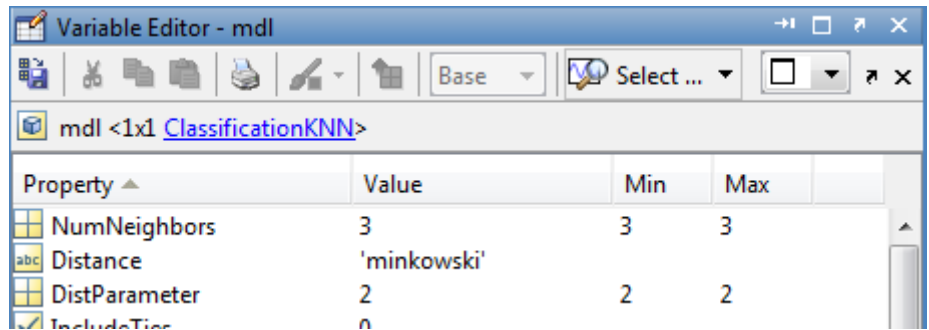 Variable Editor - mdl
Base Select ...
mdl <1x1 ClassificationKNN>
Property Value Min Max
NumNeighbors 3 3 3
abc Distance 'minkowski'
DistParameter 2 2 2
IncludeTies 0